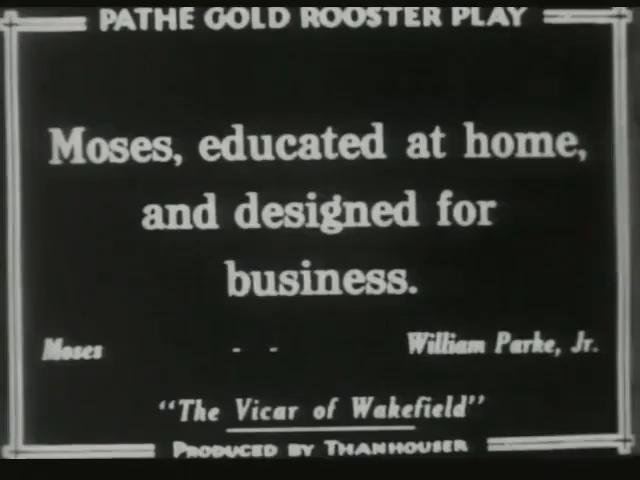 PATHE GOLD ROOSTER PLAY
Moses, educated at home,
and designed for
business.
Moses - - William Parke, Jr.
"The Vicar of Wakefield"
PRODUCED BY THANHOUSER